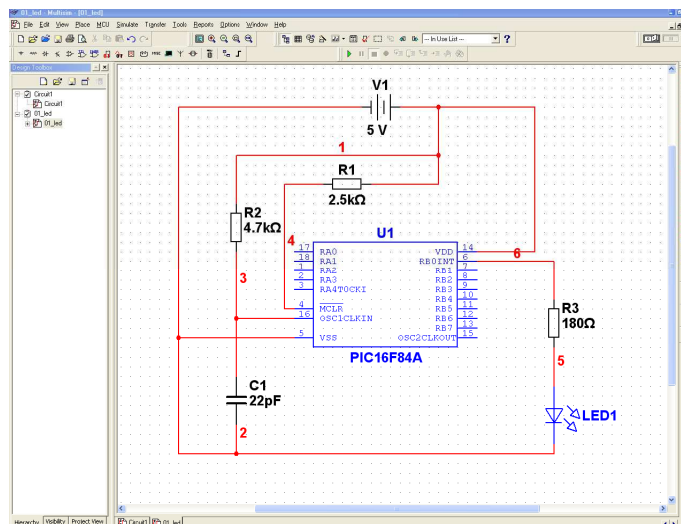 01_led - Multisim - [01_led]
File Edit View Place MCU Simulate Transfer Tools Reports Options Window Help
--- In Use List ---
?
Design Toolbox
Circuit1
Circuit1
01_led
01_led
V1
5 V
1
R1
2.5kΩ
R2
4.7kΩ
4
3
U1
17 RA0 VDD 14
18 RA1 RB0INT 6
6
1 RA2 RB1 7
2 RA3 RB2 8
3 RA4T0CKI RB3 9
RB4 10
4 MCLR RB5 11
16 OSC1CLKIN RB6 12
RB7 13
5 VSS OSC2CLKOUT 15
PIC16F84A
R3
180Ω
5
C1
22pF
2
LED1
Hierarchy Visibility Project View
Circuit1 01_led